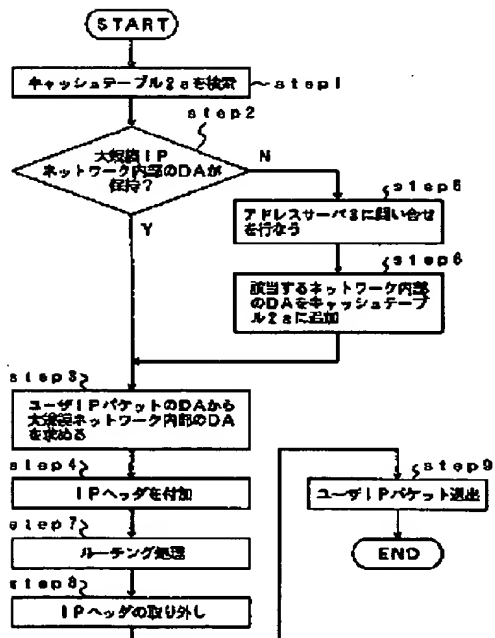 START
キャッシュテーブル2aを検索
step1
step2
大規模IP
ネットワーク内部のDAが
保持?
N
Y
step5
アドレスサーバ3に問い合せ
を行なう
step6
該当するネットワーク内部
のDAをキャッシュテーブ
ル2aに追加
step3
ユーザIPパケットのDAから
大規模ネットワーク内部のDA
を求める
step4
IPヘッダを付加
step7
ルーチング処理
step8
IPヘッダの取り外し
step9
ユーザIPパケット送出
END